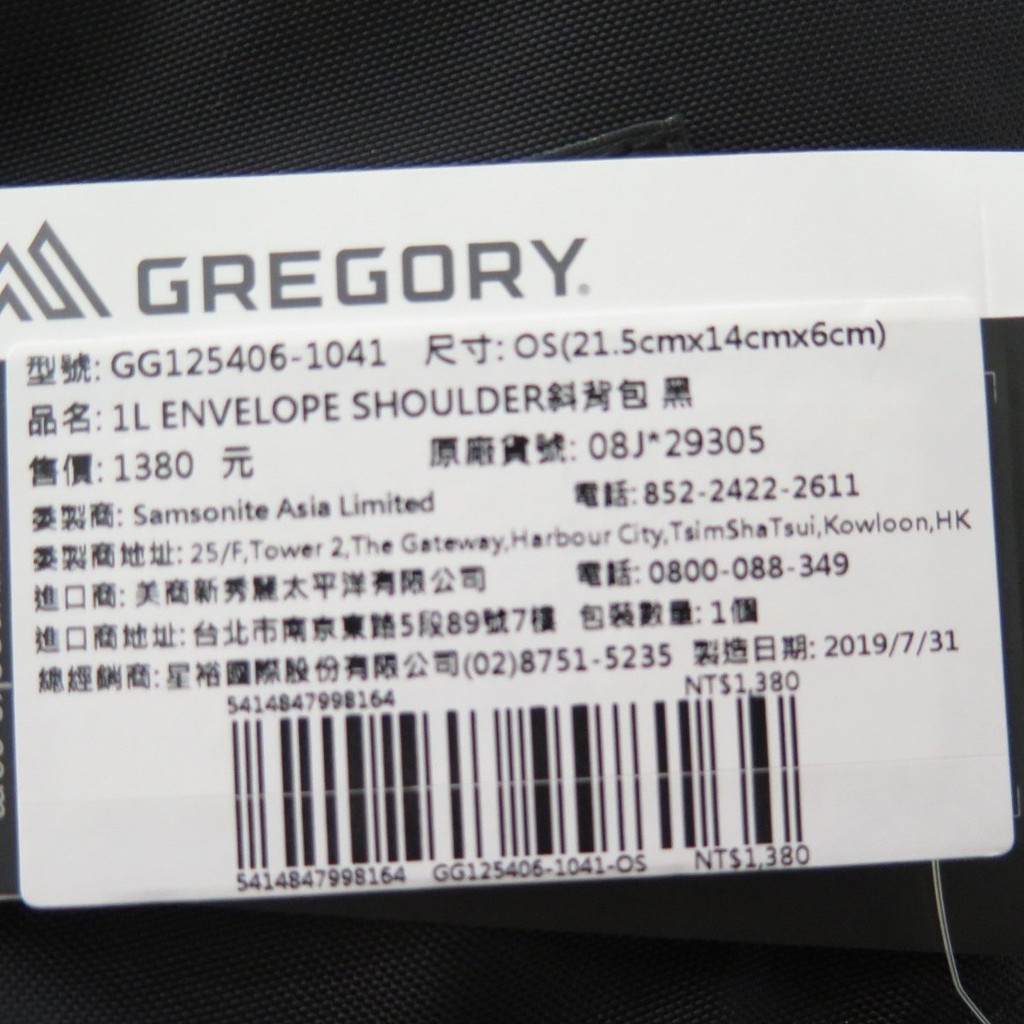 GREGORY
型號: GG125406-1041 尺寸: OS(21.5cmx14cmx6cm)
品名: 1L ENVELOPE SHOULDER斜背包 黑
售價: 1380 元 原廠貨號: 08J*29305
委製商: Samsonite Asia Limited 電話: 852-2422-2611
委製商地址: 25/F,Tower 2,The Gateway,Harbour City,TsimShaTsui,Kowloon,HK
進口商: 美商新秀麗太平洋有限公司 電話: 0800-088-349
進口商地址: 台北市南京東路5段89號7樓 包裝數量: 1個
總經銷商: 星裕國際股份有限公司(02)8751-5235 製造日期: 2019/7/31
5414847998164 NT$1,380
5414847998164 GG125406-1041-OS NT$1,380